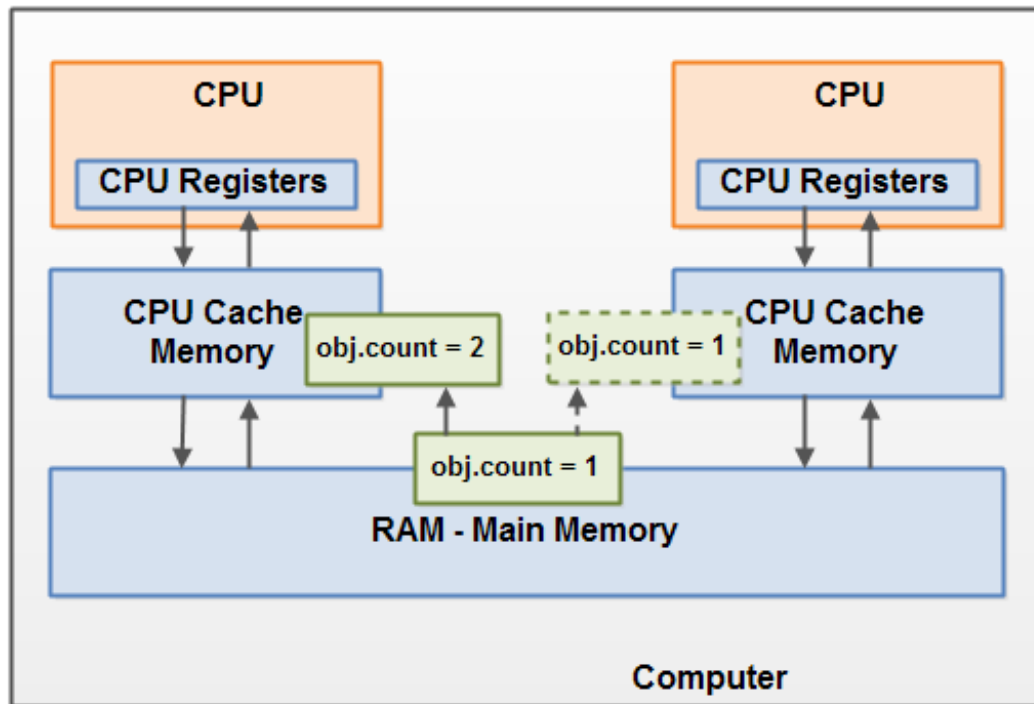 CPU
CPU
CPU Registers
CPU Registers
CPU Cache
Memory
obj.count = 2
obj.count = 1
CPU Cache
Memory
obj.count = 1
RAM - Main Memory
Computer